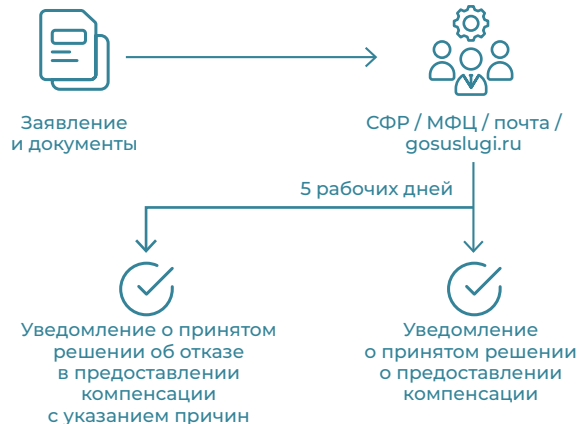 Заявление
и документы
СФР / МФЦ / почта /
gosuslugi.ru
5 рабочих дней
Уведомление о принятом
решении об отказе
в предоставлении
компенсации
с указанием причин
Уведомление
о принятом решении
о предоставлении
компенсации